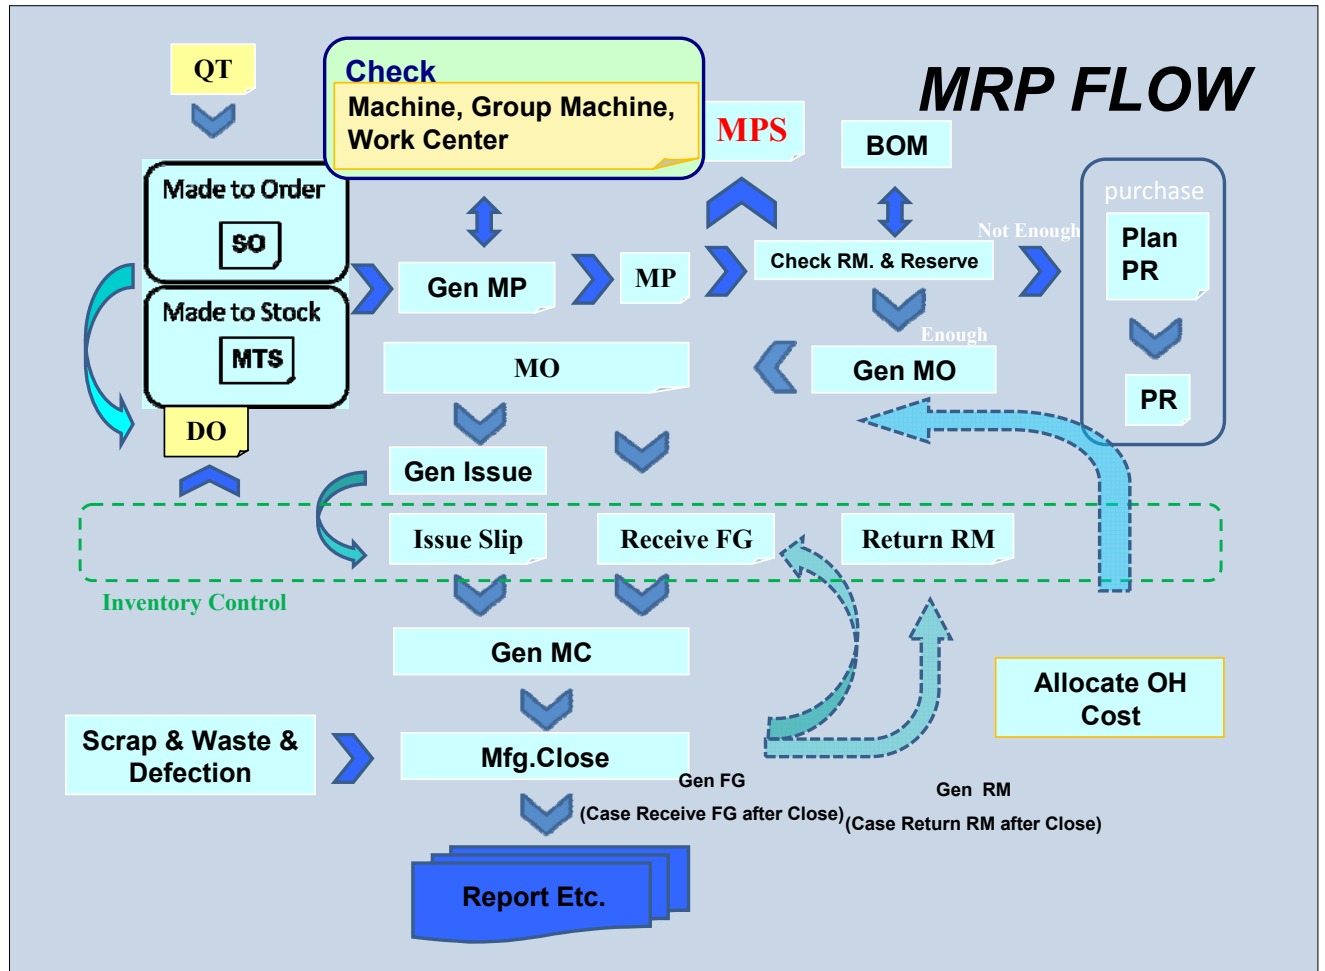 MRP FLOW
QT
Check
Machine, Group Machine,
Work Center
MPS
BOM
Made to Order
SO
purchase
Plan
PR
Not Enough
Gen MP
MP
Check RM. & Reserve
Made to Stock
MTS
Enough
MO
Gen MO
PR
DO
Gen Issue
Issue Slip
Receive FG
Return RM
Inventory Control
Gen MC
Allocate OH
Cost
Scrap & Waste &
Defection
Mfg.Close
Gen FG
(Case Receive FG after Close)
Gen  RM
(Case Return RM after Close)
Report Etc.